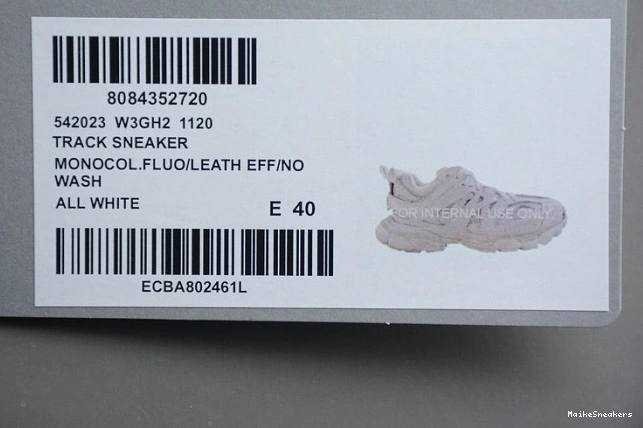 8084352720
542023 W3GH2 1120
TRACK SNEAKER
MONOCOL.FLUO/LEATH EFF/NO
WASH
ALL WHITE
E 40
FOR INTERNAL USE ONLY
ECBA802461L
MaikeSneakers